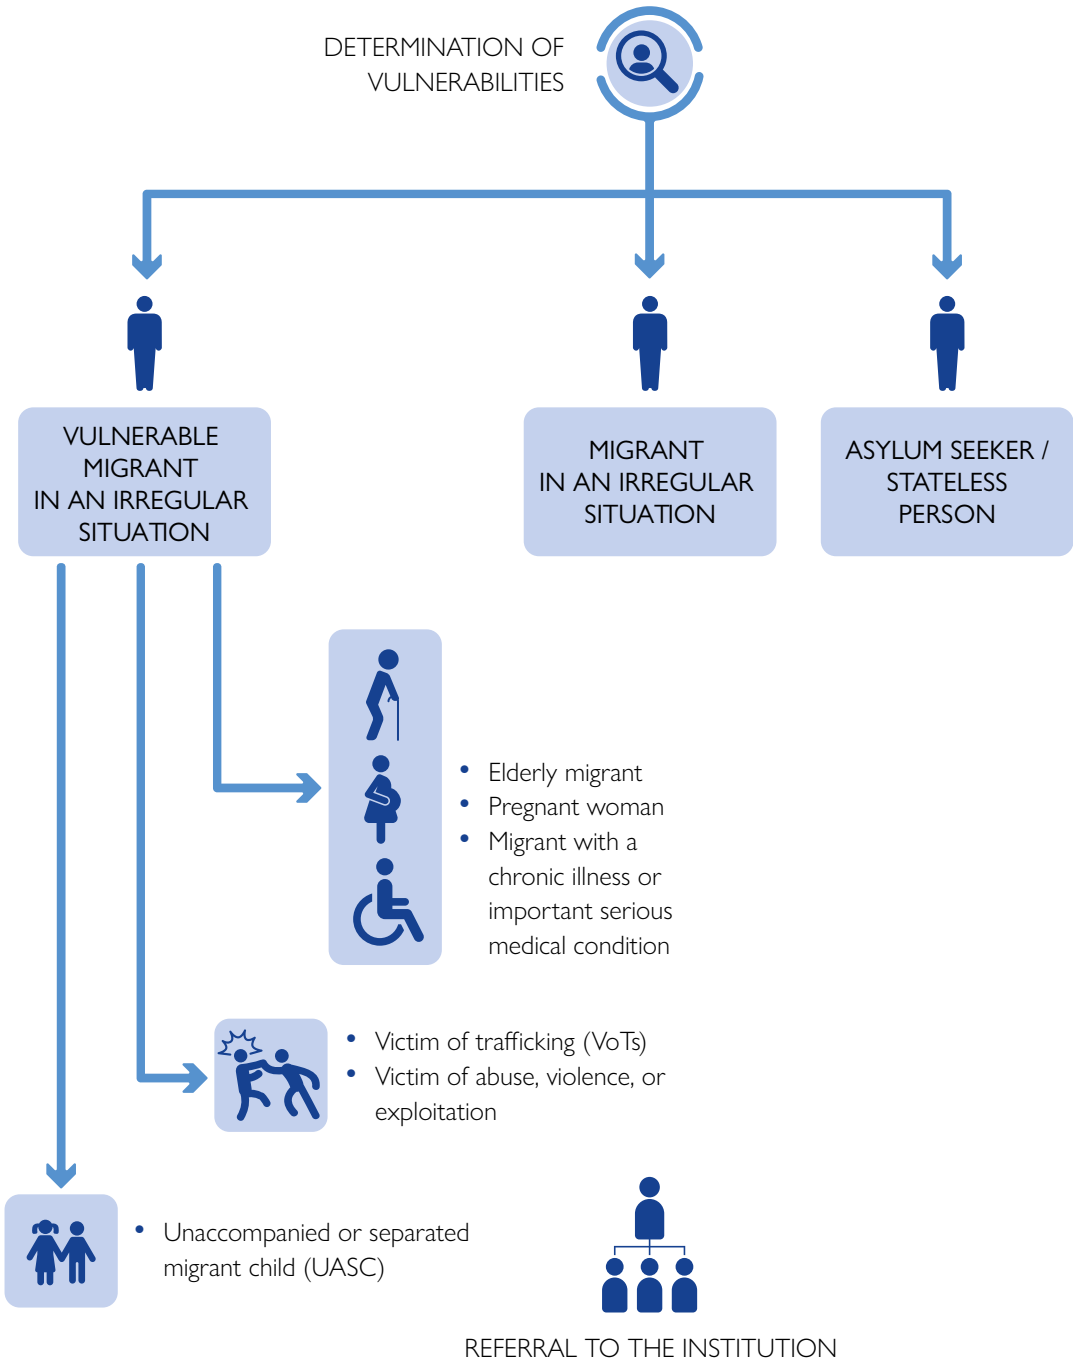 DETERMINATION OF
VULNERABILITIES
VULNERABLE
MIGRANT
IN AN IRREGULAR
SITUATION
MIGRANT
IN AN IRREGULAR
SITUATION
ASYLUM SEEKER /
STATELESS
PERSON
• Elderly migrant
• Pregnant woman
• Migrant with a
chronic illness or
important serious
medical condition
• Victim of trafficking (VoTs)
• Victim of abuse, violence, or
exploitation
• Unaccompanied or separated
migrant child (UASC)
REFERRAL TO THE INSTITUTION